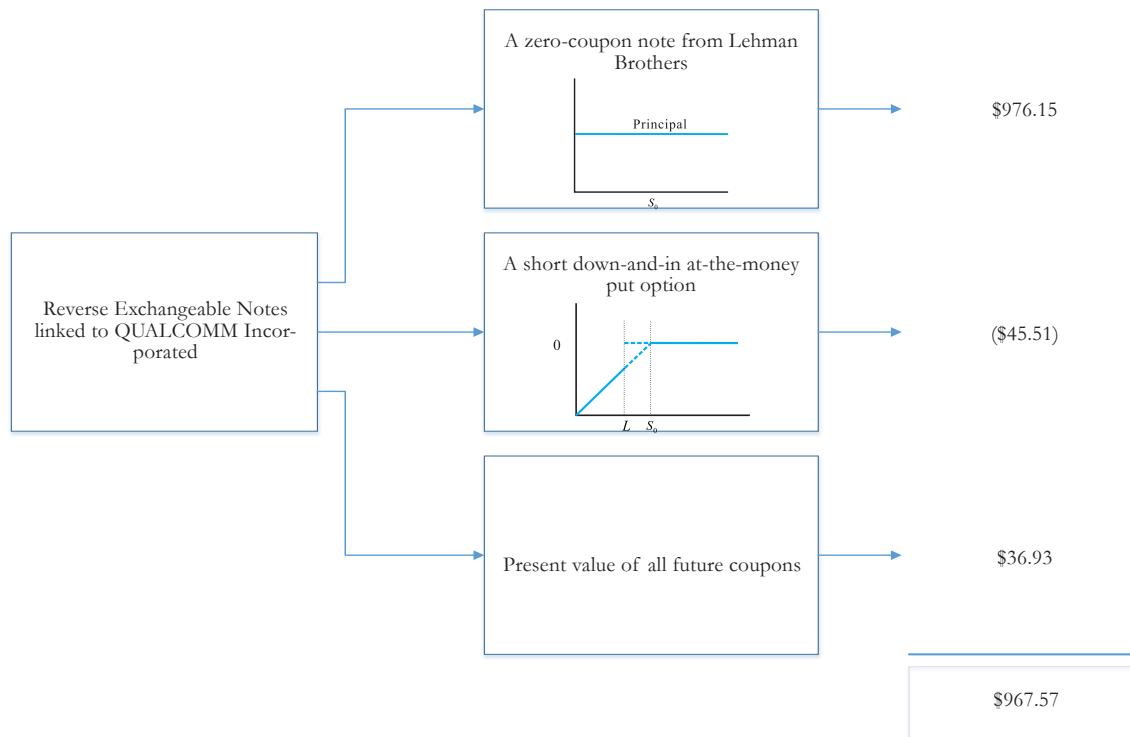 A zero-coupon note from Lehman
Brothers
Principal
S₀
$976.15
Reverse Exchangeable Notes
linked to QUALCOMM Incor-
porated
A short down-and-in at-the-money
put option
0
L S₀
($45.51)
Present value of all future coupons
$36.93
$967.57